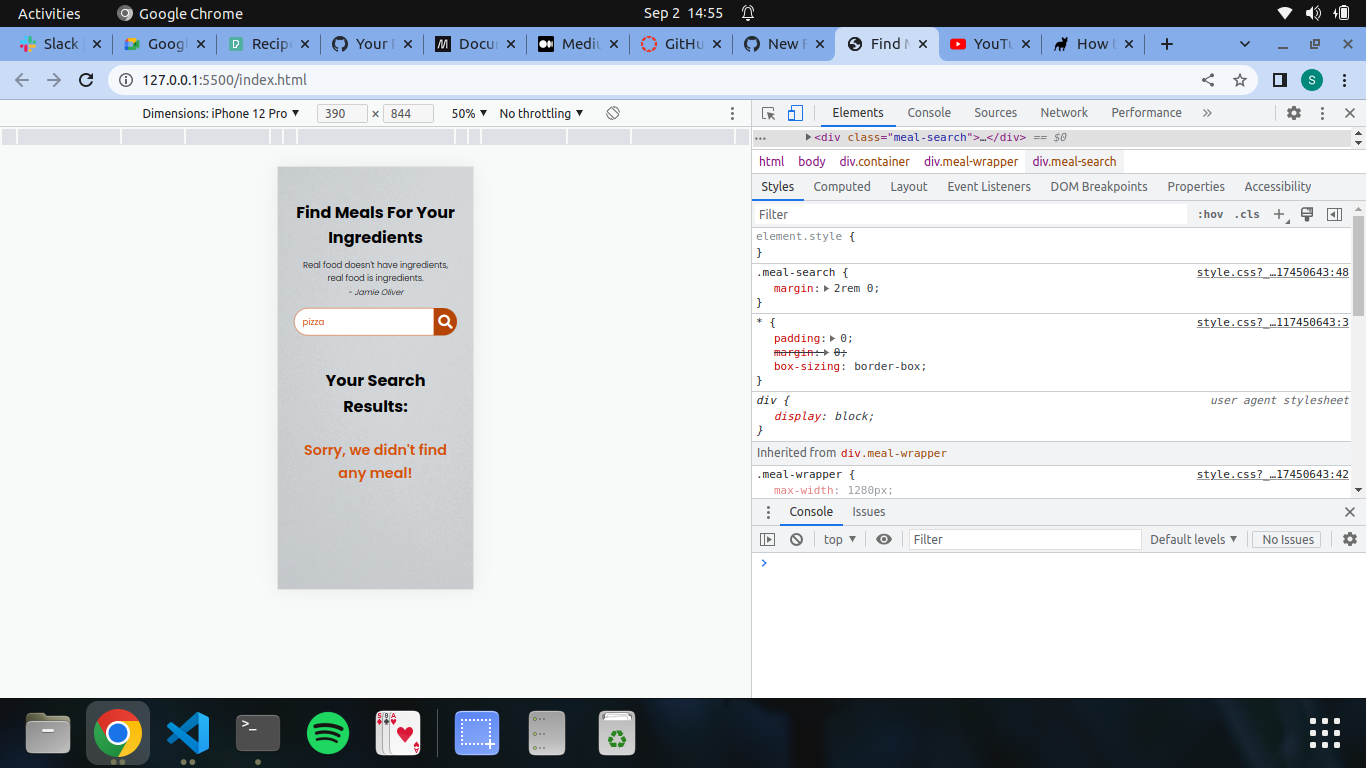 Activities Google Chrome Sep 2 14:55
Slack Googl Recipe Your F Docu Mediu GitHu New F Find M YouTu How t
127.0.0.1:5500/index.html S
Dimensions: iPhone 12 Pro 390 × 844 50% No throttling
Elements Console Sources Network Performance »
… <div class="meal-search">…</div> == $0
html body div.container div.meal-wrapper div.meal-search
Styles Computed Layout Event Listeners DOM Breakpoints Properties Accessibility
Filter :hov .cls
element.style {
}
.meal-search { style.css?_…17450643:48
margin: 2rem 0;
}
* { style.css?_…117450643:3
padding: 0;
margin: 0;
box-sizing: border-box;
}
div { user agent stylesheet
display: block;
}
Inherited from div.meal-wrapper
.meal-wrapper { style.css?_…17450643:42
max-width: 1280px;
Console Issues
top Filter Default levels No Issues
Find Meals For Your
Ingredients
Real food doesn't have ingredients,
real food is ingredients.
- Jamie Oliver
pizza
Your Search
Results:
Sorry, we didn't find
any meal!